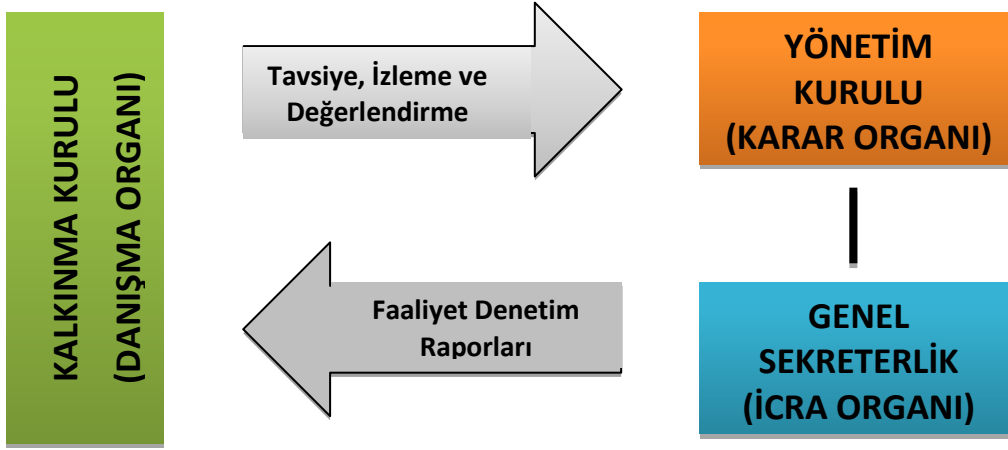 KALKINMA KURULU
(DANIŞMA ORGANI)
Tavsiye, İzleme ve
Değerlendirme
YÖNETİM
KURULU
(KARAR ORGANI)
Faaliyet Denetim
Raporları
GENEL
SEKRETERLİK
(İCRA ORGANI)